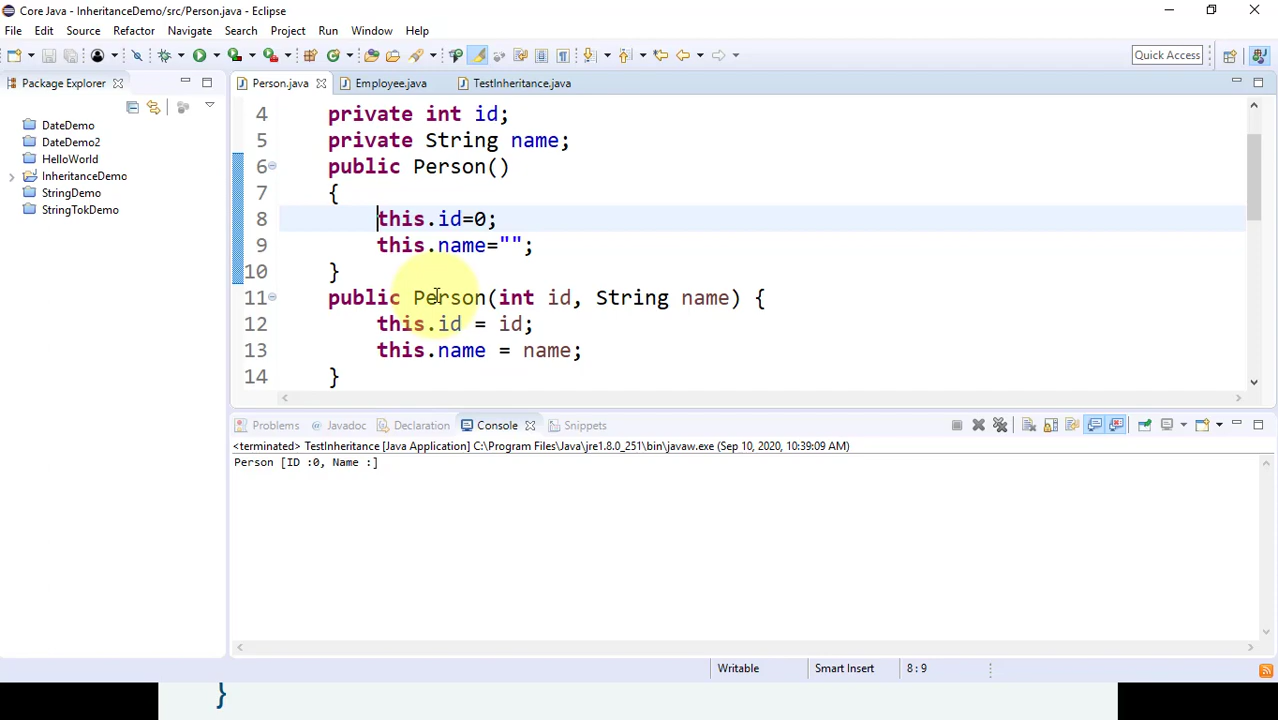 Core Java - InheritanceDemo/src/Person.java - Eclipse
File Edit Source Refactor Navigate Search Project Run Window Help
Quick Access
Package Explorer
DateDemo
DateDemo2
HelloWorld
InheritanceDemo
StringDemo
StringTokDemo
Person.java Employee.java TestInheritance.java
4 private int id;
5 private String name;
6 public Person()
7 {
8 this.id=0;
9 this.name="";
10 }
11 public Person(int id, String name) {
12 this.id = id;
13 this.name = name;
14 }
Problems @ Javadoc Declaration Console Snippets
<terminated> TestInheritance [Java Application] C:\Program Files\Java\jre1.8.0_251\bin\javaw.exe (Sep 10, 2020, 10:39:09 AM)
Person [ID :0, Name :]
Writable Smart Insert 8 : 9
}